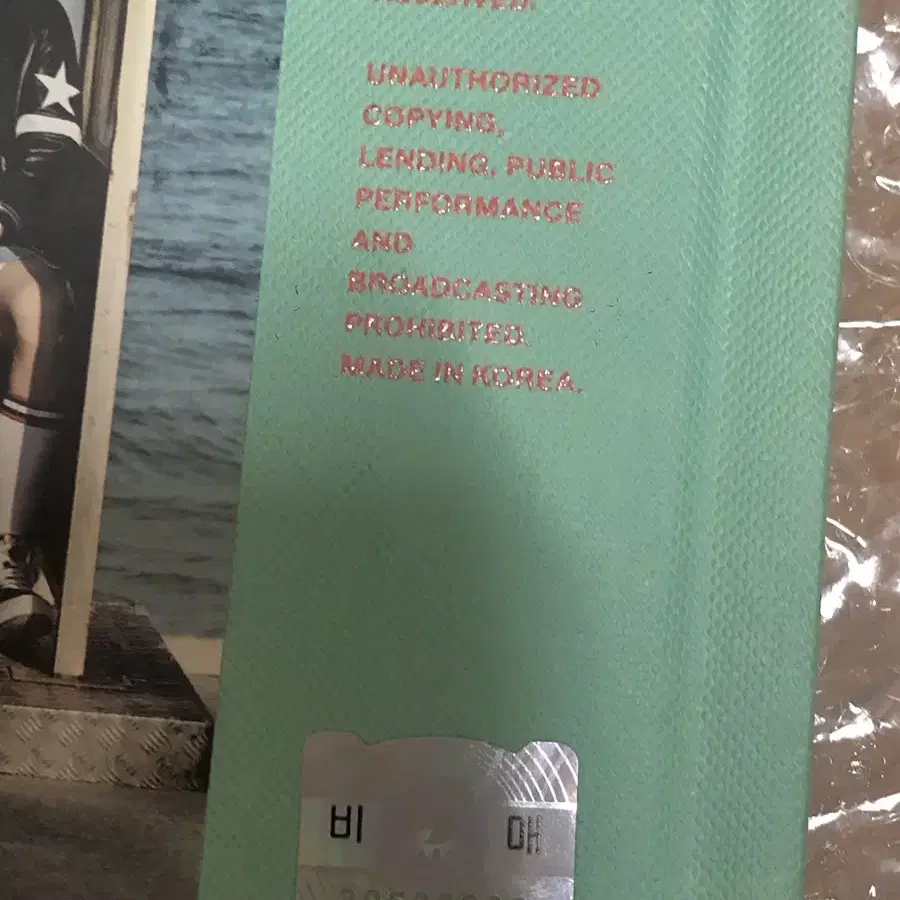 UNAUTHORIZED
COPYING,
LENDING, PUBLIC
PERFORMANCE
AND
BROADCASTING
PROHIBITED.
MADE IN KOREA.
비 매